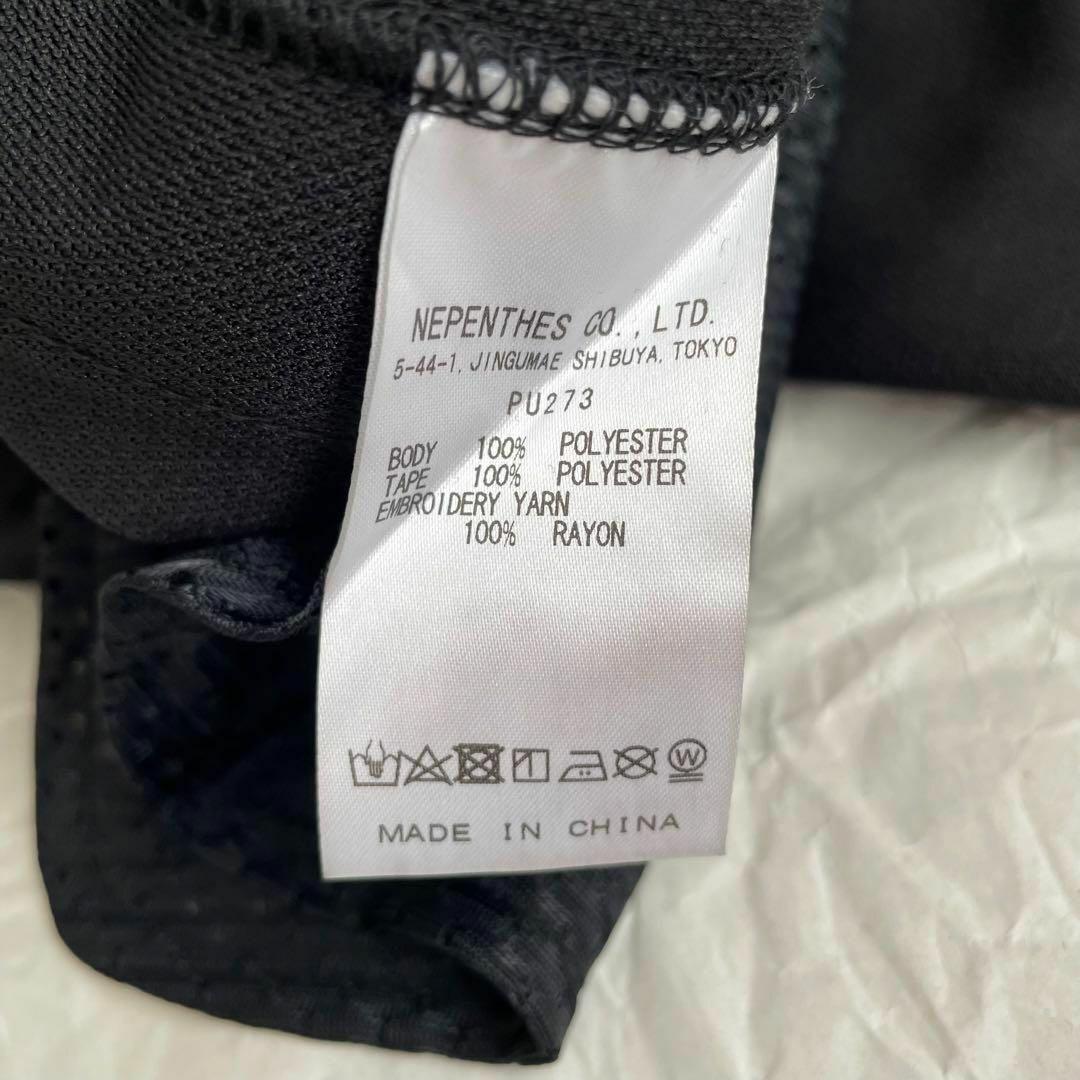 NEPENTHES CO.,LTD.
5-44-1, JINGUMAE SHIBUYA, TOKYO
PU273
BODY 100% POLYESTER
TAPE 100% POLYESTER
EMBROIDERY YARN
100% RAYON
W
MADE IN CHINA